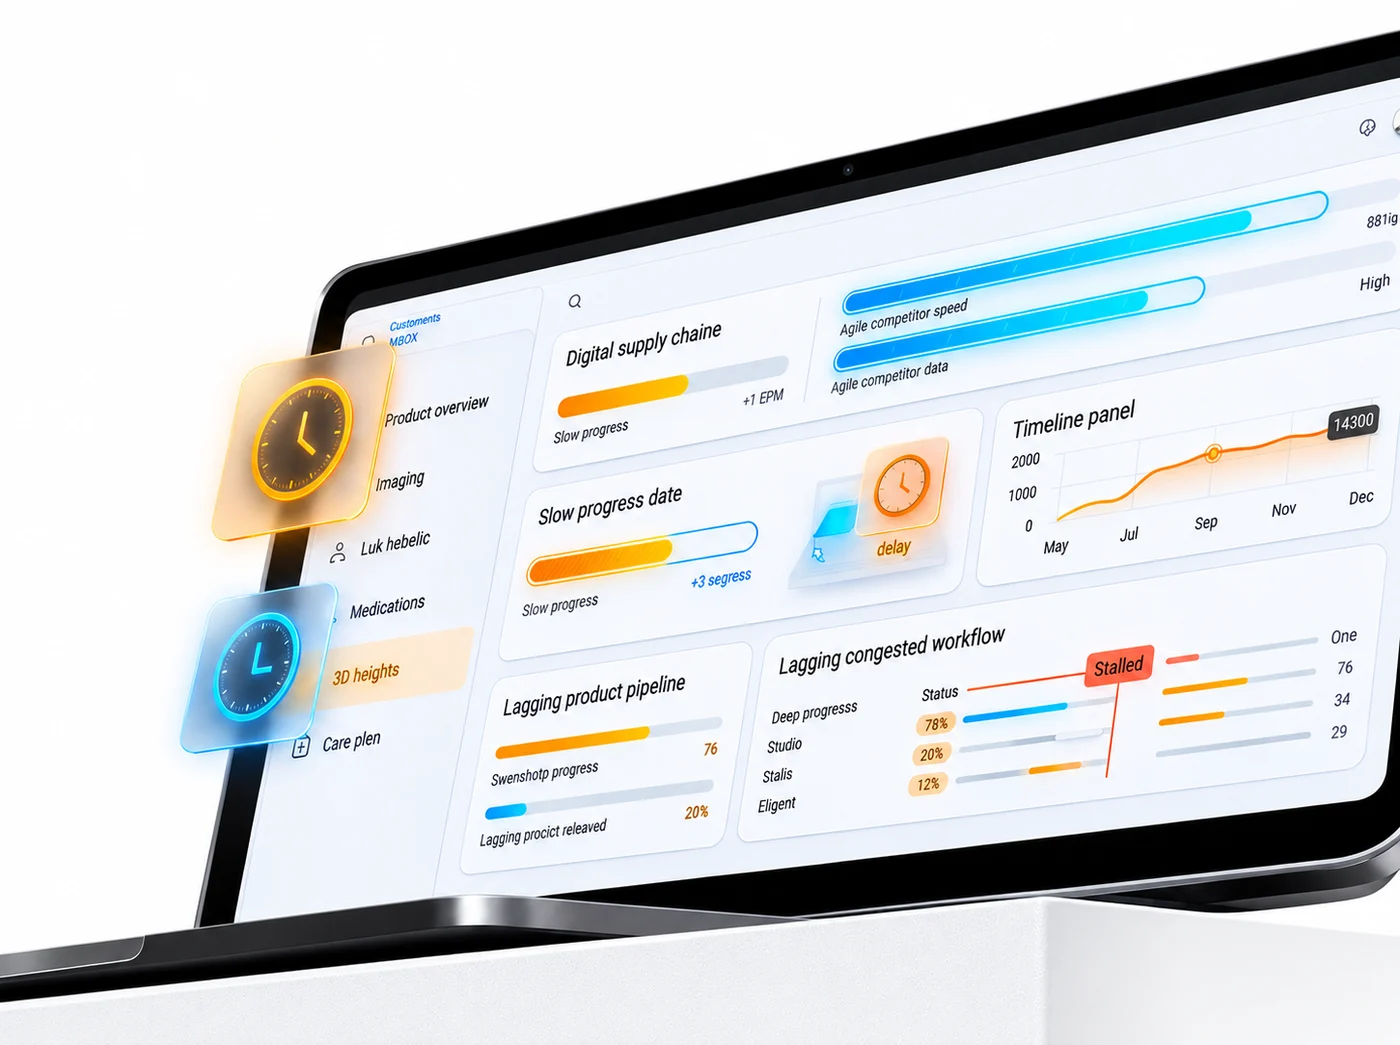 Customents
MBOX
Product overview
Imaging
Luk hebelic
Medications
3D heights
Care plen
Digital supply chaine
+1 EPM
Slow progress
Agile competitor speed
Agile competitor data
881ig
High
Slow progress date
+3 segress
Slow progress
delay
Timeline panel
14300
2000
1000
0
May
Jul
Sep
Nov
Dec
Lagging product pipeline
76
Swenshotp progress
20%
Lagging procict releaved
Lagging congested workflow
Status
Stalled
One
Deep progresss
78%
76
Studio
20%
34
Stalis
12%
29
Eligent